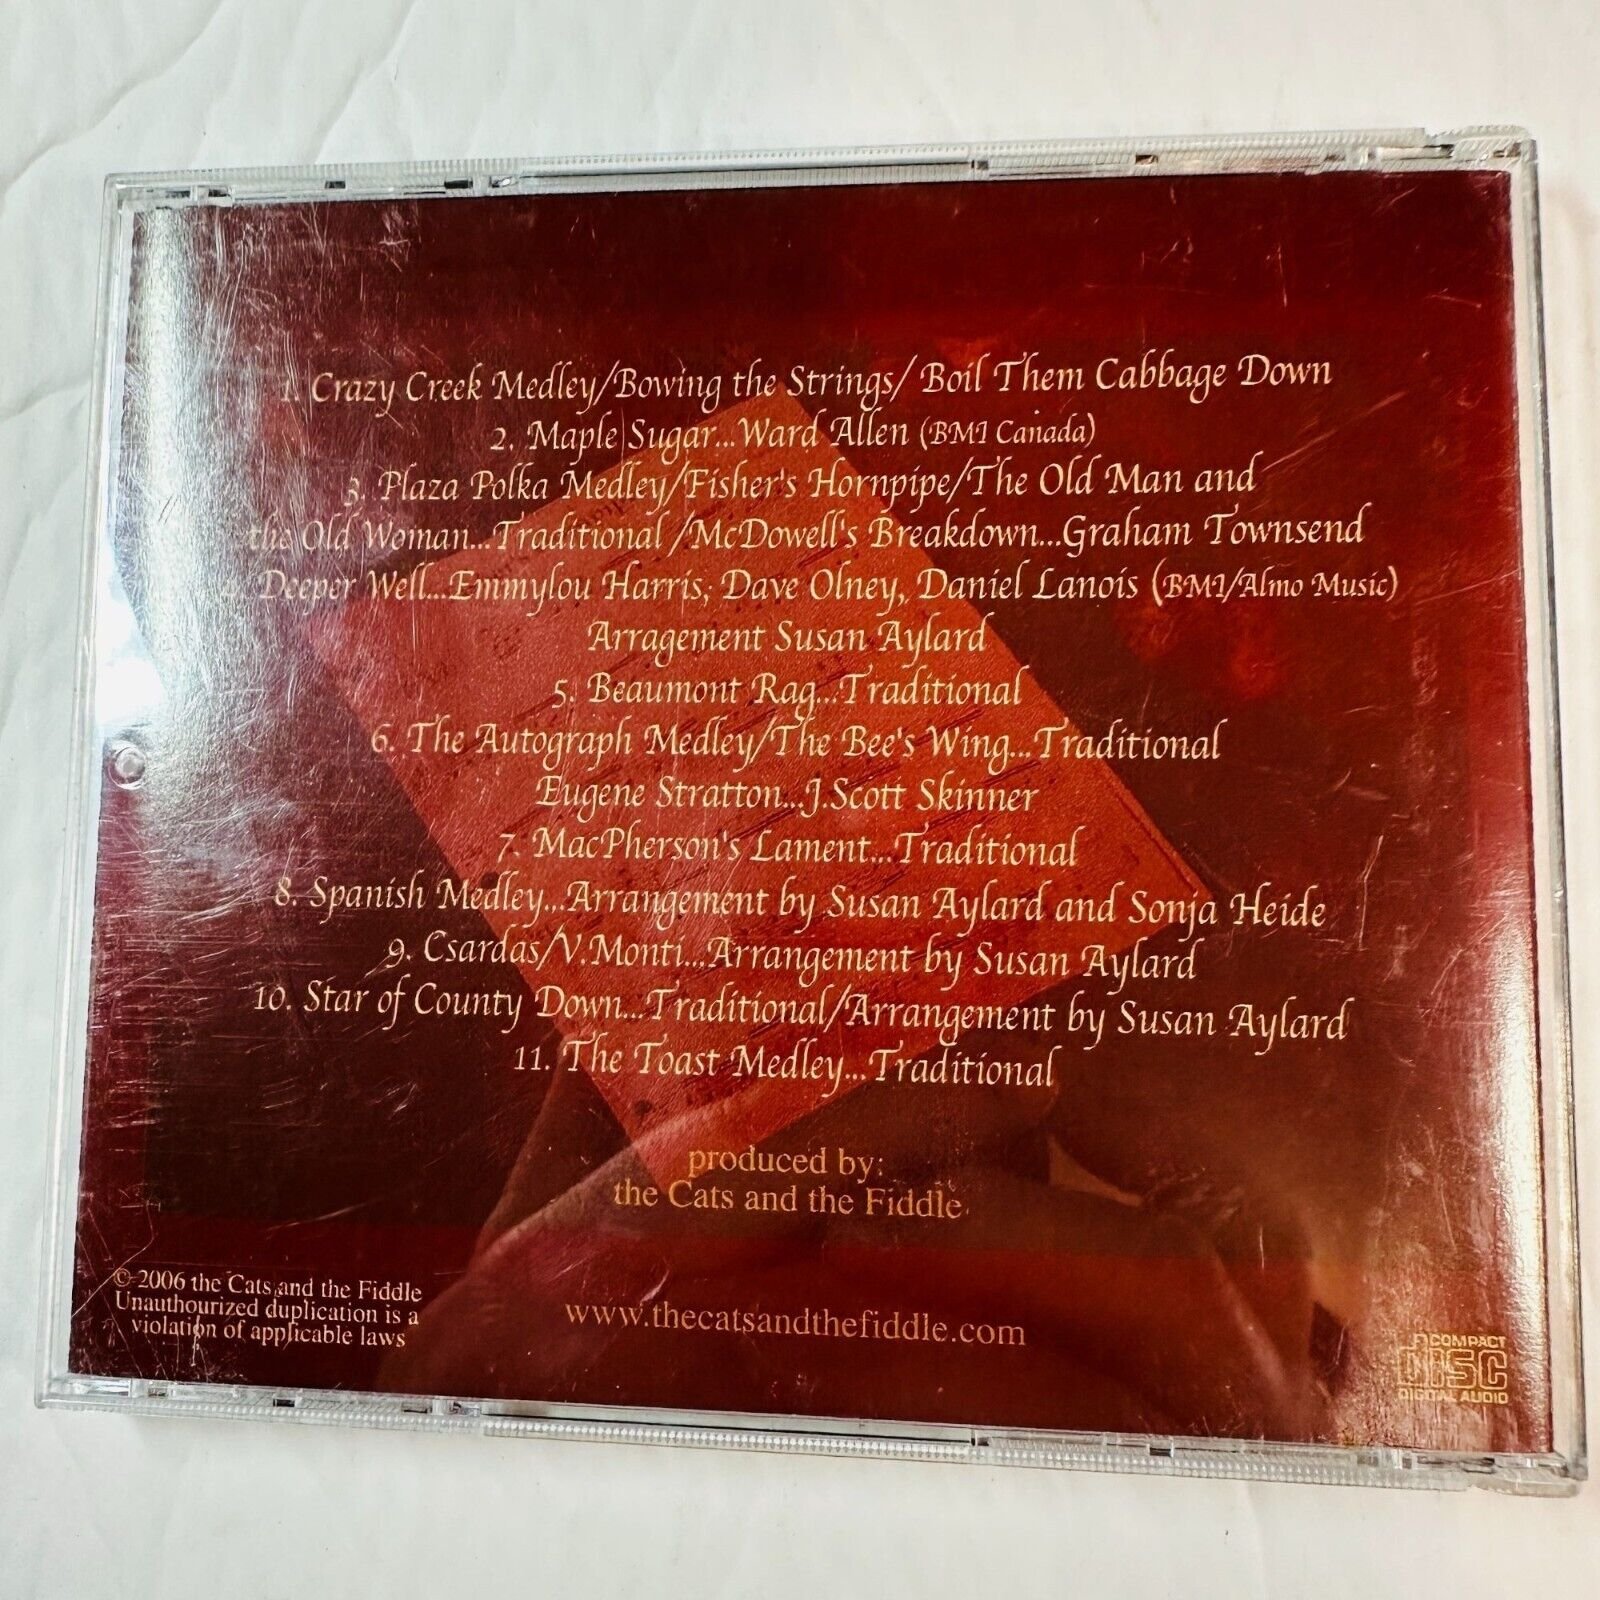 1. Crazy Creek Medley/Bowing the Strings/ Boil Them Cabbage Down
2. Maple Sugar...Ward Allen (BMI Canada)
3. Plaza Polka Medley/Fisher's Hornpipe/The Old Man and
the Old Woman...Traditional /McDowell's Breakdown...Graham Townsend
4. Deeper Well...Emmylou Harris, Dave Olney, Daniel Lanois (BMI/Almo Music)
Arragement Susan Aylard
5. Beaumont Rag...Traditional
6. The Autograph Medley/The Bee's Wing...Traditional
Eugene Stratton...J.Scott Skinner
7. MacPherson's Lament...Traditional
8. Spanish Medley...Arrangement by Susan Aylard and Sonja Heide
9. Csardas/V.Monti...Arrangement by Susan Aylard
10. Star of County Down...Traditional/Arrangement by Susan Aylard
11. The Toast Medley...Traditional
produced by:
the Cats and the Fiddle
© 2006 the Cats and the Fiddle
Unauthourized duplication is a
violation of applicable laws
www.thecatsandthefiddle.com
COMPACT
disc
DIGITAL AUDIO